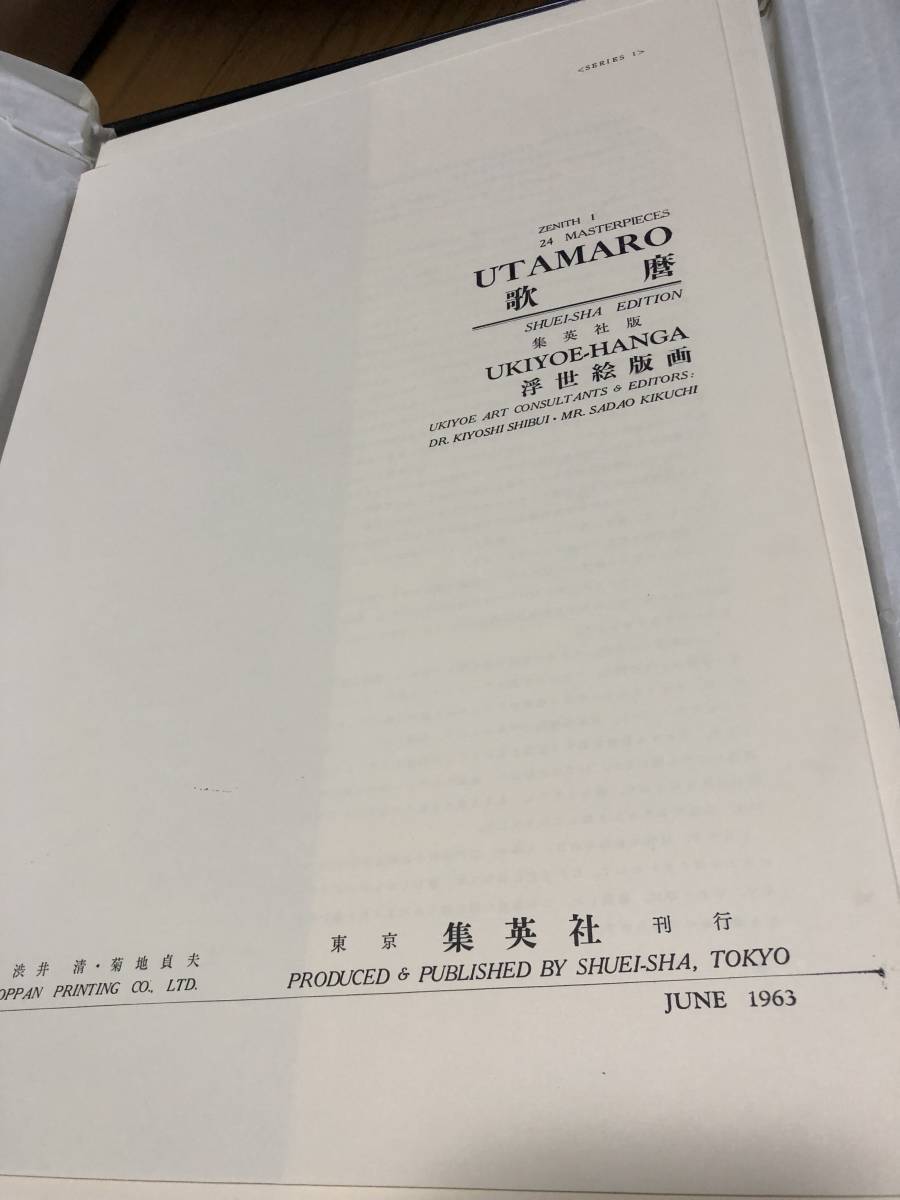 <SERIES 1>
ZENITH I
24 MASTERPIECES
UTAMARO
歌麿
SHUEI-SHA EDITION
集英社版
UKIYOE-HANGA
浮世絵版画
UKIYOE ART CONSULTANTS & EDITORS:
DR. KIYOSHI SHIBUI・MR. SADAO KIKUCHI
東京 集英社 刊行
PRODUCED & PUBLISHED BY SHUEI-SHA, TOKYO
JUNE 1963
渋井 清・菊地貞夫
OPPAN PRINTING CO., LTD.